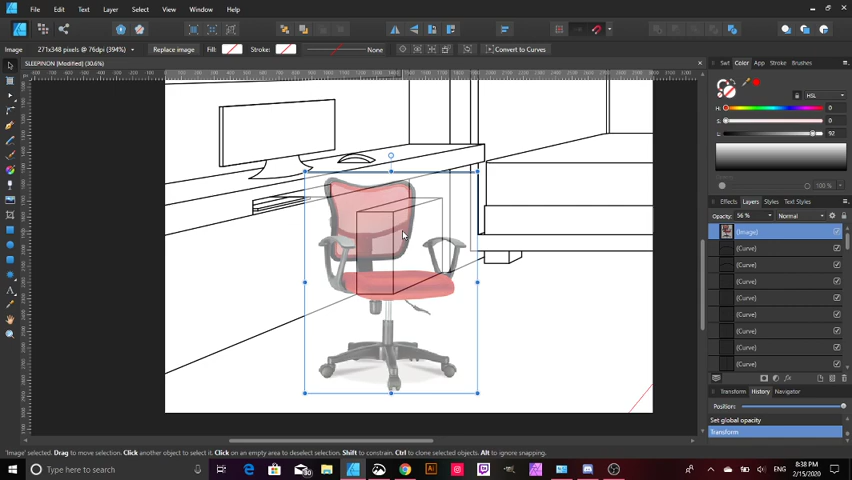 File Edit Text Layer Select Arrange View Window Help
Image 271x348 pixels @ 76dpi (394%) Replace image Fill: Stroke: None Convert to Curves
SLEEPINON [Modified] (30.6%)
Swt Color App Stroke Brushes
HSL
H: 0
S: 0
L: 92
100 %
Effects Layers Styles Text Styles
Opacity: 56 % Normal
(Image)
(Curve)
(Curve)
(Curve)
(Curve)
(Curve)
(Curve)
(Curve)
(Curve)
Transform History Navigator
Position:
Set global opacity
Transform
'Image' selected. Drag to move selection. Click another object to select it. Click on an empty area to deselect selection. Shift to constrain. Ctrl to clone selected objects. Alt to ignore snapping.
Type here to search
ENG
8:38 PM
2/15/2020